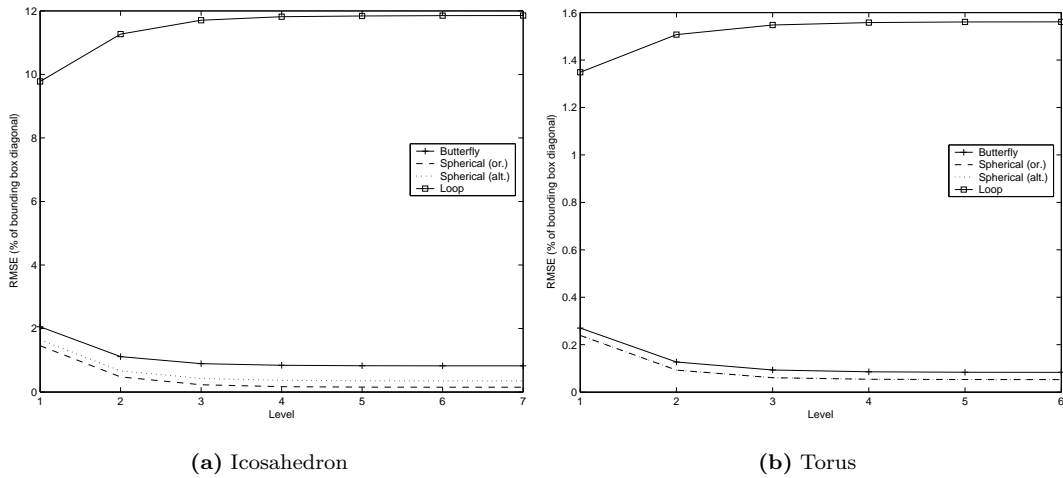 12
10
8
6
4
2
0
RMSE (% of bounding box diagonal)
1 2 3 4 5 6 7
Level
Butterfly
Spherical (or.)
Spherical (alt.)
Loop
(a) Icosahedron
1.6
1.4
1.2
1
0.8
0.6
0.4
0.2
0
RMSE (% of bounding box diagonal)
1 2 3 4 5 6
Level
Butterfly
Spherical (or.)
Spherical (alt.)
Loop
(b) Torus